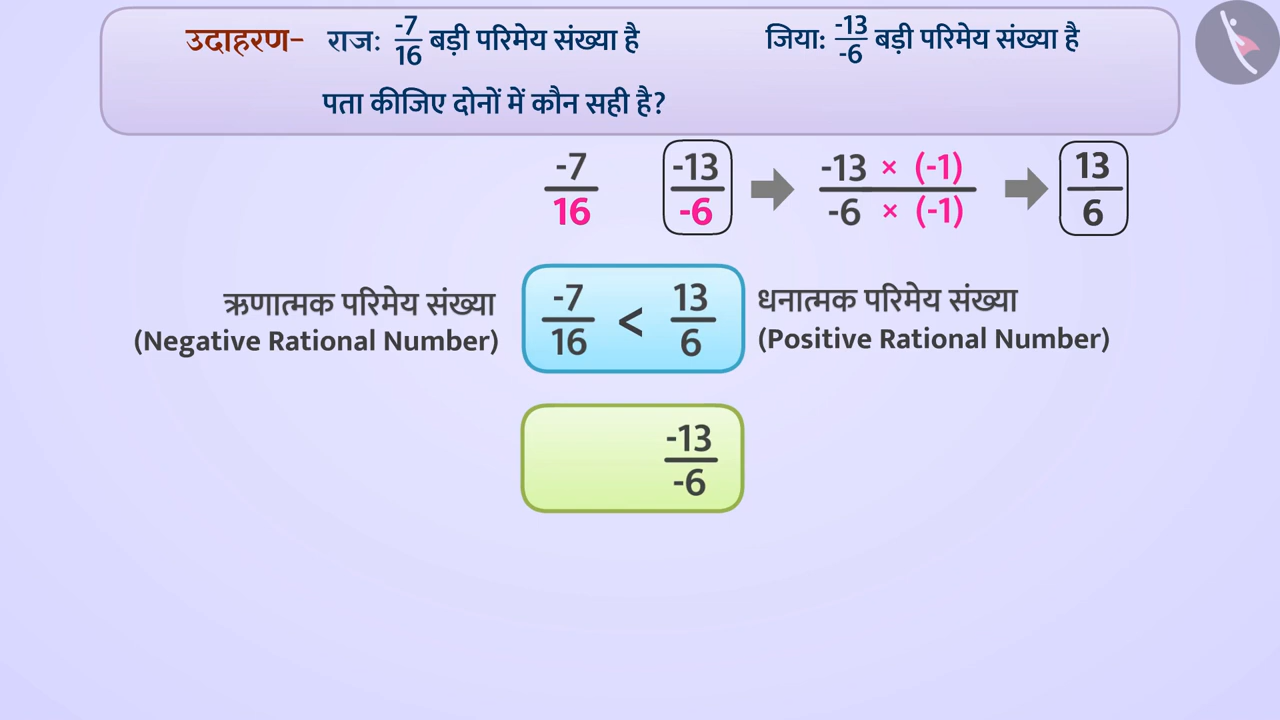 उदाहरण– राज: -7/16 बड़ी परिमेय संख्या है जिया: -13/-6 बड़ी परिमेय संख्या है
पता कीजिए दोनों में कौन सही है?
-7/16 -13/-6 → -13 × (-1)/-6 × (-1) → 13/6
ऋणात्मक परिमेय संख्या
(Negative Rational Number)
-7/16 < 13/6
धनात्मक परिमेय संख्या
(Positive Rational Number)
-13/-6